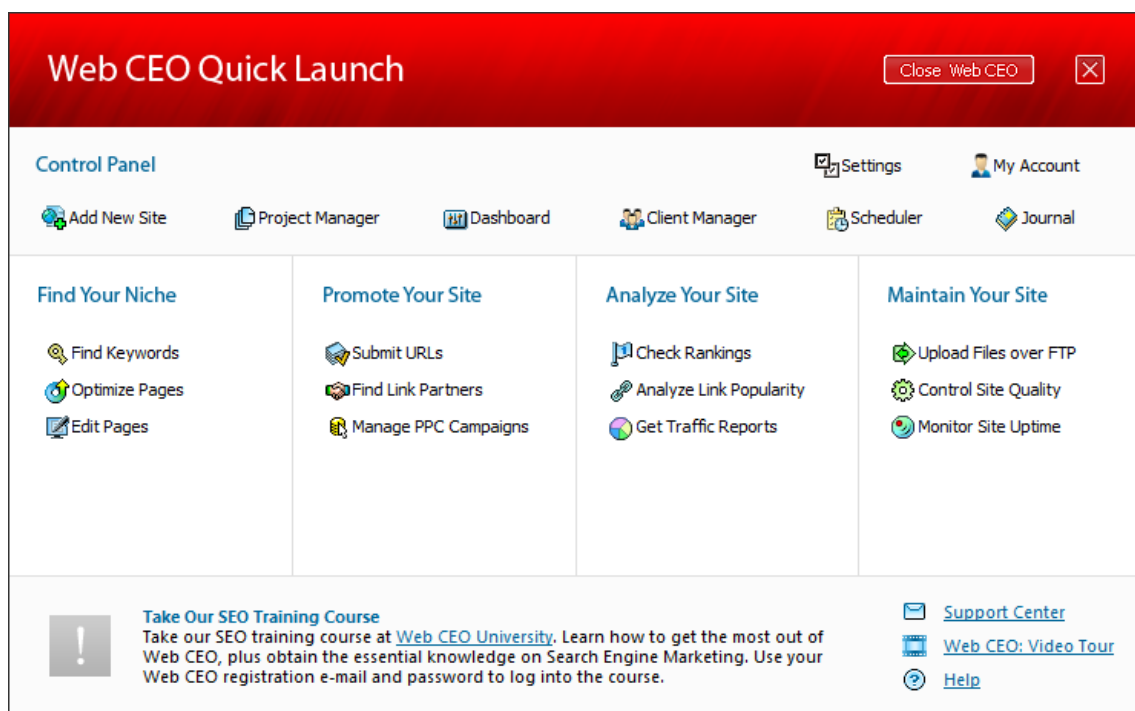 Web CEO Quick Launch
Close Web CEO
Control Panel
Settings
My Account
Add New Site
Project Manager
Dashboard
Client Manager
Scheduler
Journal
Find Your Niche
Find Keywords
Optimize Pages
Edit Pages
Promote Your Site
Submit URLs
Find Link Partners
Manage PPC Campaigns
Analyze Your Site
Check Rankings
Analyze Link Popularity
Get Traffic Reports
Maintain Your Site
Upload Files over FTP
Control Site Quality
Monitor Site Uptime
!
Take Our SEO Training Course
Take our SEO training course at Web CEO University. Learn how to get the most out of
Web CEO, plus obtain the essential knowledge on Search Engine Marketing. Use your
Web CEO registration e-mail and password to log into the course.
Support Center
Web CEO: Video Tour
Help